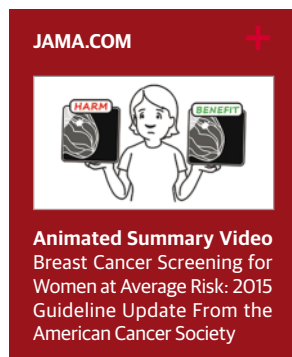 JAMA.COM
HARM
BENEFIT
Animated Summary Video
Breast Cancer Screening for
Women at Average Risk: 2015
Guideline Update From the
American Cancer Society